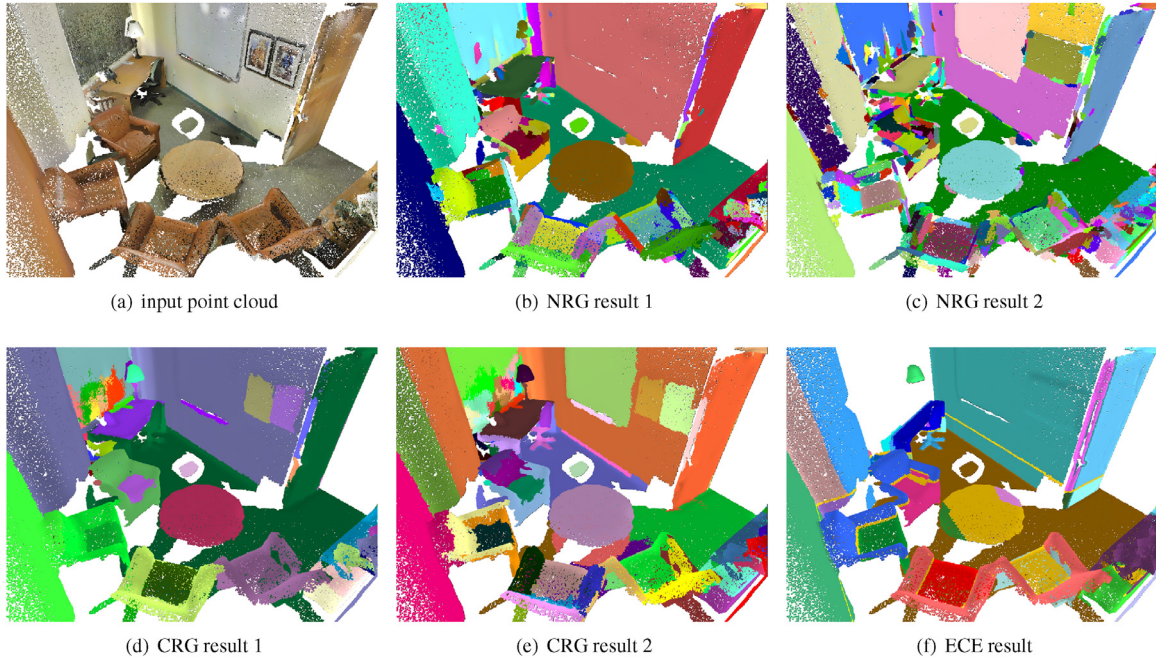 (a) input point cloud
(b) NRG result 1
(c) NRG result 2
(d) CRG result 1
(e) CRG result 2
(f) ECE result